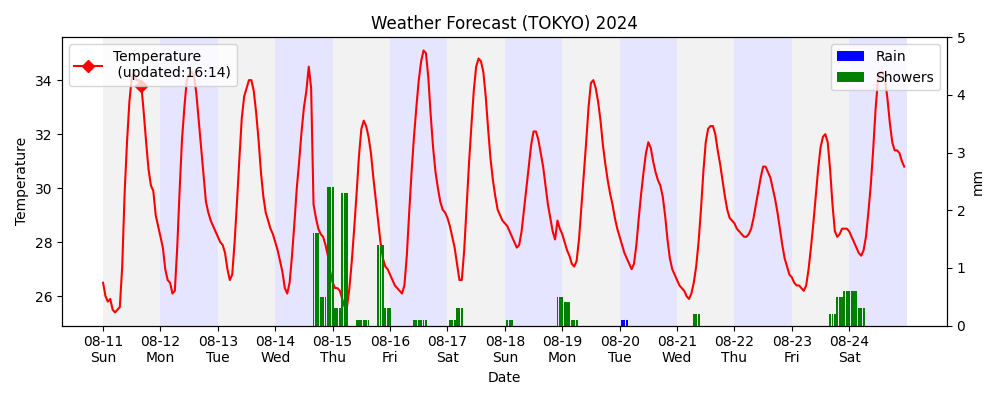 Weather Forecast (TOKYO) 2024
Temperature
(updated:16:14)
Rain
Showers
Temperature
34
32
30
28
26
5
4
3
2
1
0
mm
08-11 08-12 08-13 08-14 08-15 08-16 08-17 08-18 08-19 08-20 08-21 08-22 08-23 08-24
Sun Mon Tue Wed Thu Fri Sat Sun Mon Tue Wed Thu Fri Sat
Date